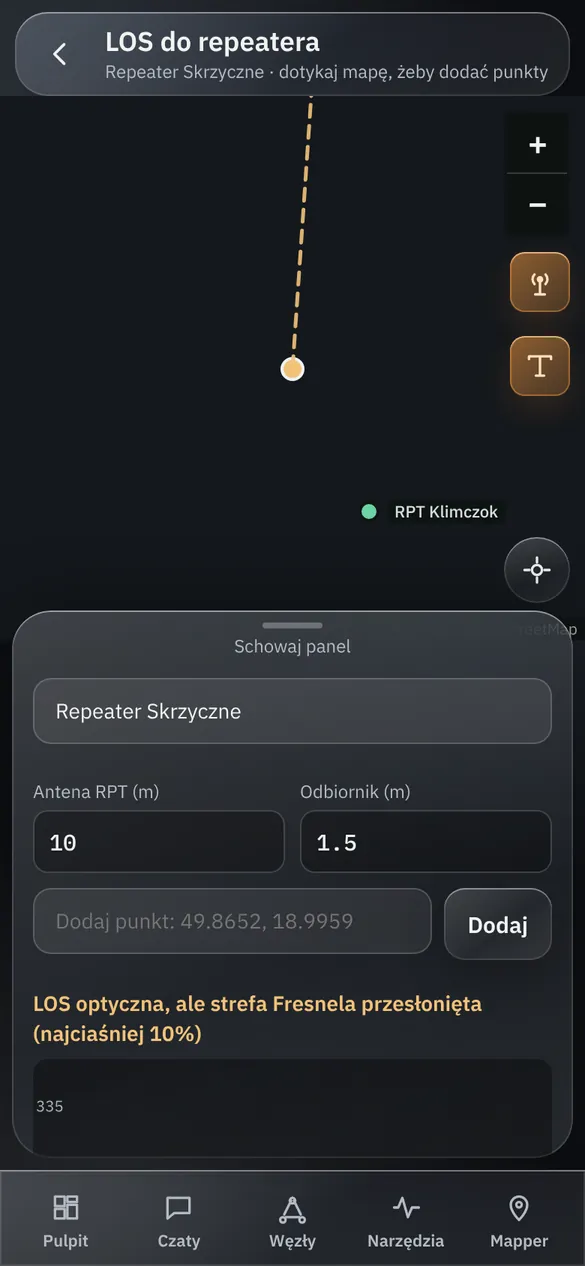 LOS do repeatera
Repeater Skrzyczne · dotykaj mapę, żeby dodać punkty
+
−
RPT Klimczok
Schowaj panel
Repeater Skrzyczne
Antena RPT (m)
Odbiornik (m)
10
1.5
Dodaj punkt: 49.8652, 18.9959
Dodaj
LOS optyczna, ale strefa Fresnela przesłonięta
(najciaśniej 10%)
335
Pulpit
Czaty
Węzły
Narzędzia
Mapper